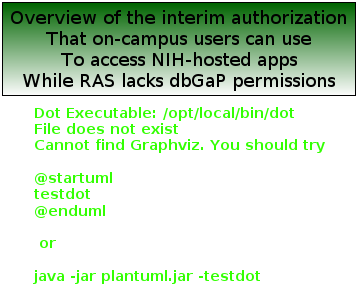 Overview of the interim authorization
That on-campus users can use
To access NIH-hosted apps
While RAS lacks dbGaP permissions
Dot Executable: /opt/local/bin/dot
File does not exist
Cannot find Graphviz. You should try
@startuml
testdot
@enduml
or
java -jar plantuml.jar -testdot